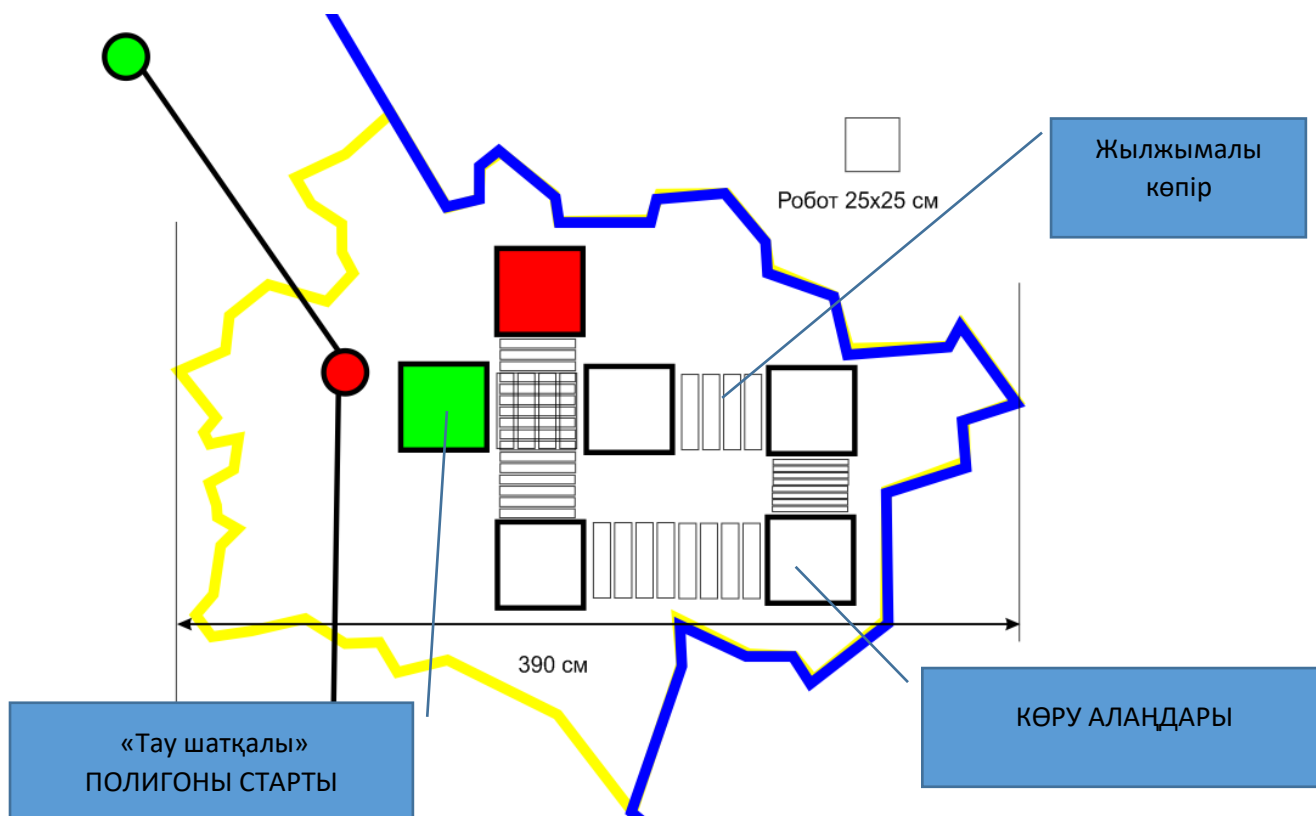 Жылжымалы
көпір
Робот 25x25 см
390 см
«Тау шатқалы»
ПОЛИГОНЫ СТАРТЫ
КӨРУ АЛАҢДАРЫ